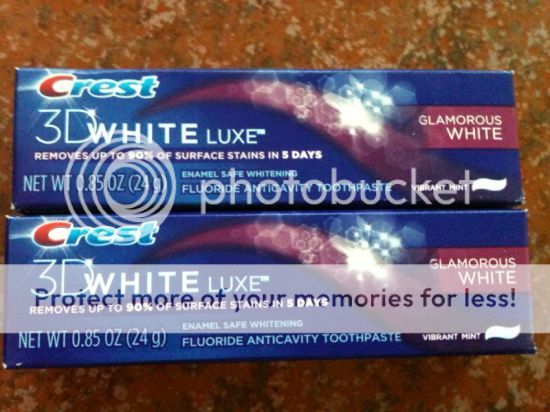 Crest
3D WHITE LUXE™
GLAMOROUS
WHITE
REMOVES UP TO 90% OF SURFACE STAINS IN 5 DAYS
NET WT 0.85 OZ (24 g)
ENAMEL SAFE WHITENING
FLUORIDE ANTICAVITY TOOTHPASTE
VIBRANT MINT
photobucket
Crest
3D WHITE LUXE™
GLAMOROUS
WHITE
Protect more of your memories for less!
REMOVES UP TO 90% OF SURFACE STAINS IN 5 DAYS
NET WT 0.85 OZ (24 g)
ENAMEL SAFE WHITENING
FLUORIDE ANTICAVITY TOOTHPASTE
VIBRANT MINT